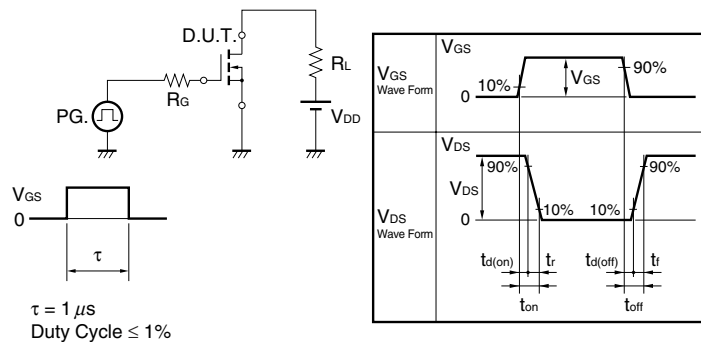 D.U.T.
RG
RL
PG.
VDD
VGS
0
τ
τ = 1 μs
Duty Cycle ≤ 1%
VGS
Wave Form
VGS
10%
VGS
90%
0
VDS
Wave Form
VDS
90%
VDS
0
10%
10%
90%
td(on)
tr
td(off)
tf
ton
toff